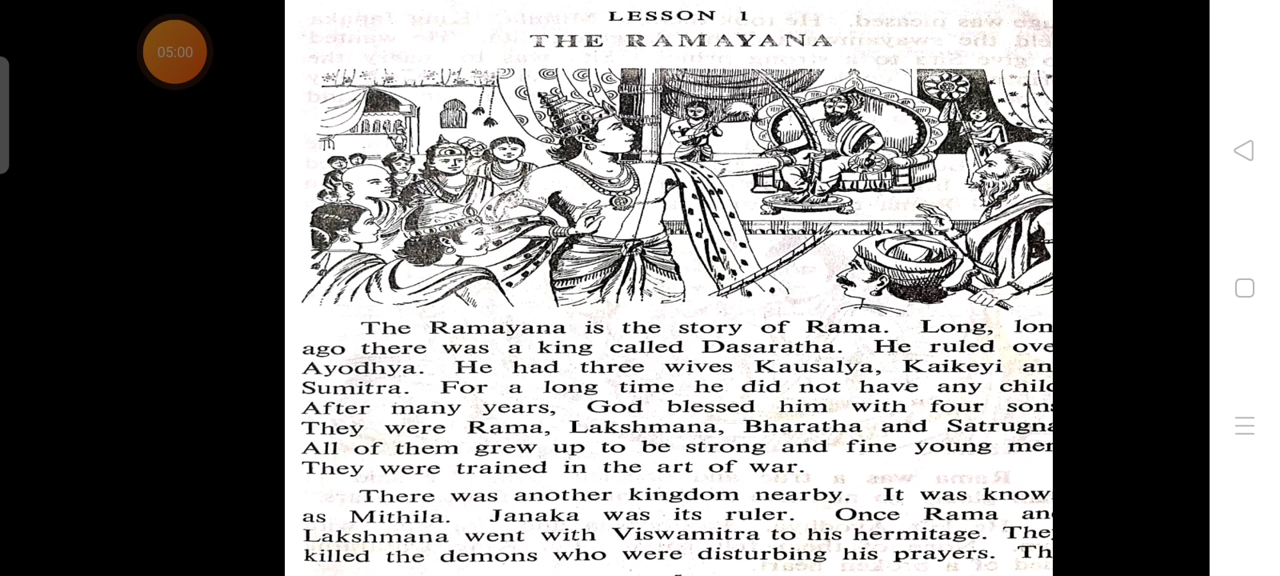 05:00
LESSON 1
THE RAMAYANA
The Ramayana is the story of Rama. Long, lon
ago there was a king called Dasaratha. He ruled ove
Ayodhya. He had three wives Kausalya, Kaikeyi an
Sumitra. For a long time he did not have any chil
After many years, God blessed him with four son
They were Rama, Lakshmana, Bharatha and Satrugn
All of them grew up to be strong and fine young me
They were trained in the art of war.
There was another kingdom nearby. It was know
as Mithila. Janaka was its ruler. Once Rama an
Lakshmana went with Viswamitra to his hermitage. The
killed the demons who were disturbing his prayers. Th